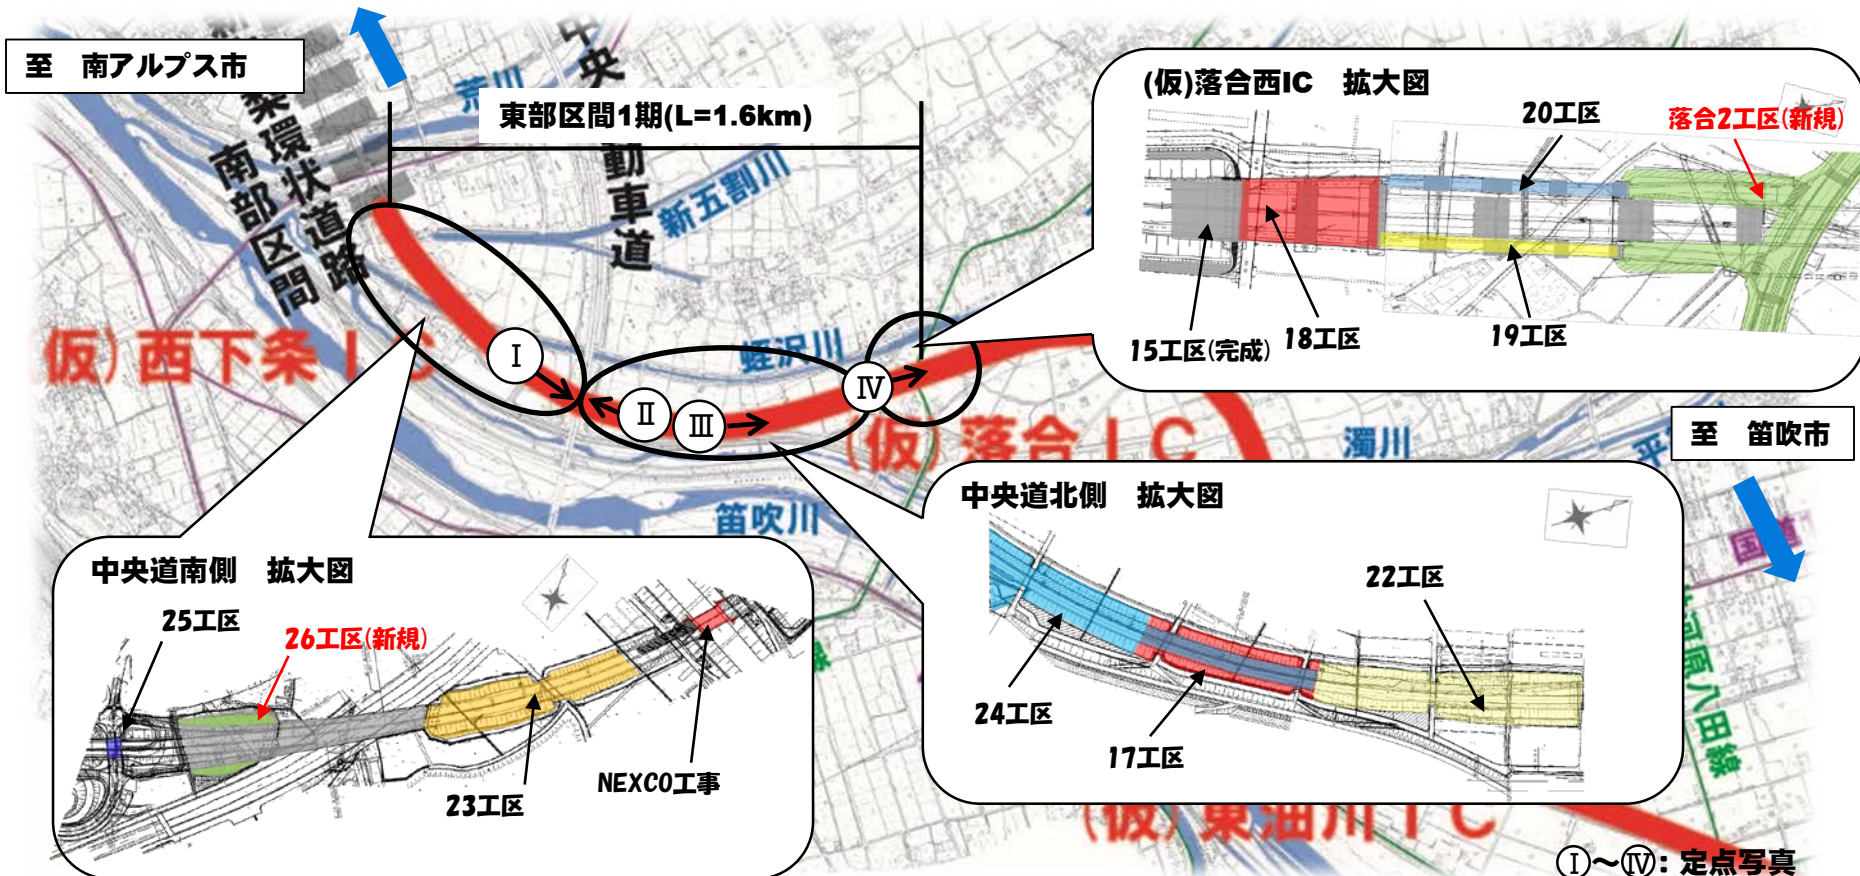 至　南アルプス市
荒川
中央
動車道
東部区間1期(L=1.6km)
新五割川
環状道路
南部区間
(仮)西下条IC
蛭沢川
Ⅰ
Ⅱ
Ⅲ
Ⅳ
(仮)落合IC
濁川
笛吹川
(仮)落合西IC　拡大図
20工区
落合2工区(新規)
15工区(完成)
18工区
19工区
至　笛吹市
平
国道
河原八田線
中央道南側　拡大図
25工区
26工区(新規)
23工区
NEXCO工事
中央道北側　拡大図
22工区
24工区
17工区
(仮)東油川IC
Ⅰ～Ⅳ：定点写真